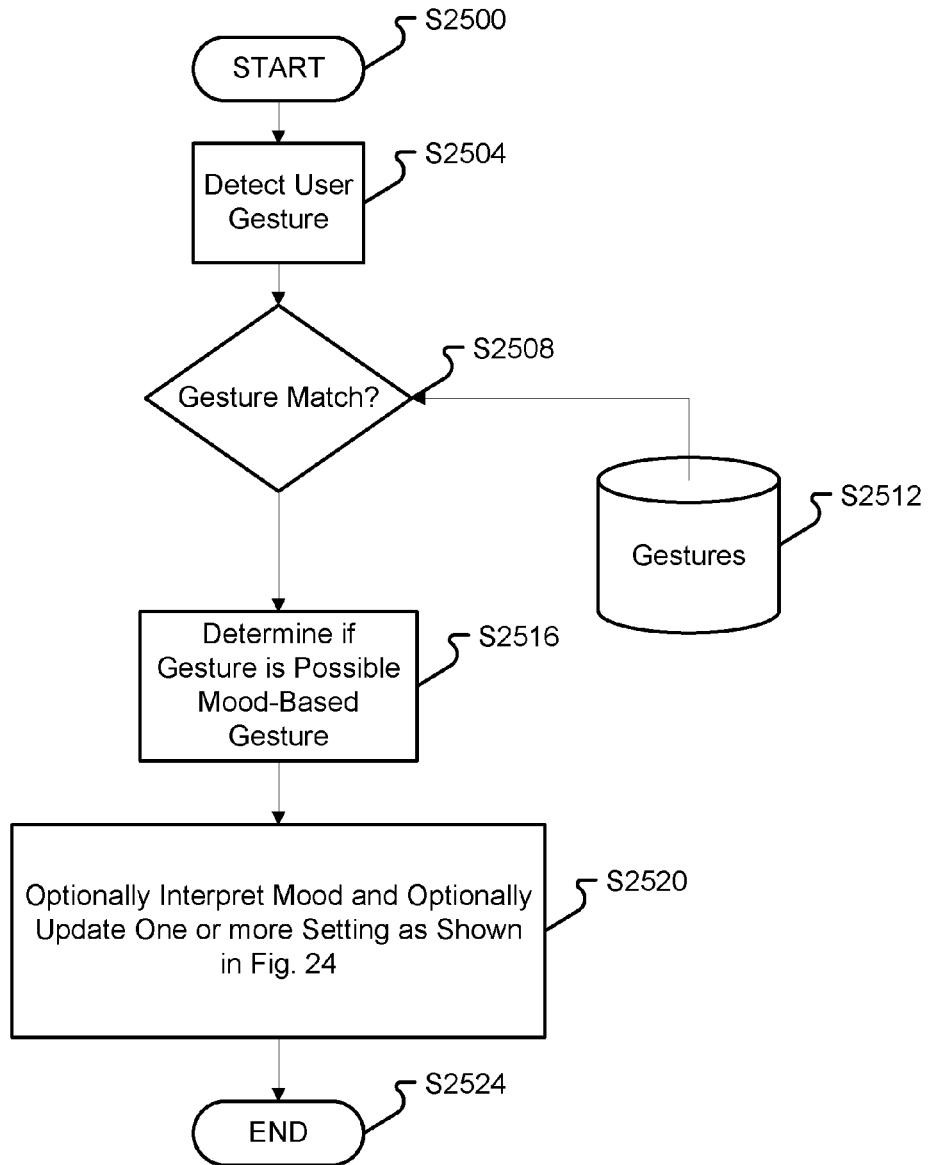 S2500
START
S2504
Detect User
Gesture
S2508
Gesture Match?
S2512
Gestures
Determine if
Gesture is Possible
Mood-Based
Gesture
S2516
Optionally Interpret Mood and Optionally
Update One or more Setting as Shown
in Fig. 24
S2520
S2524
END